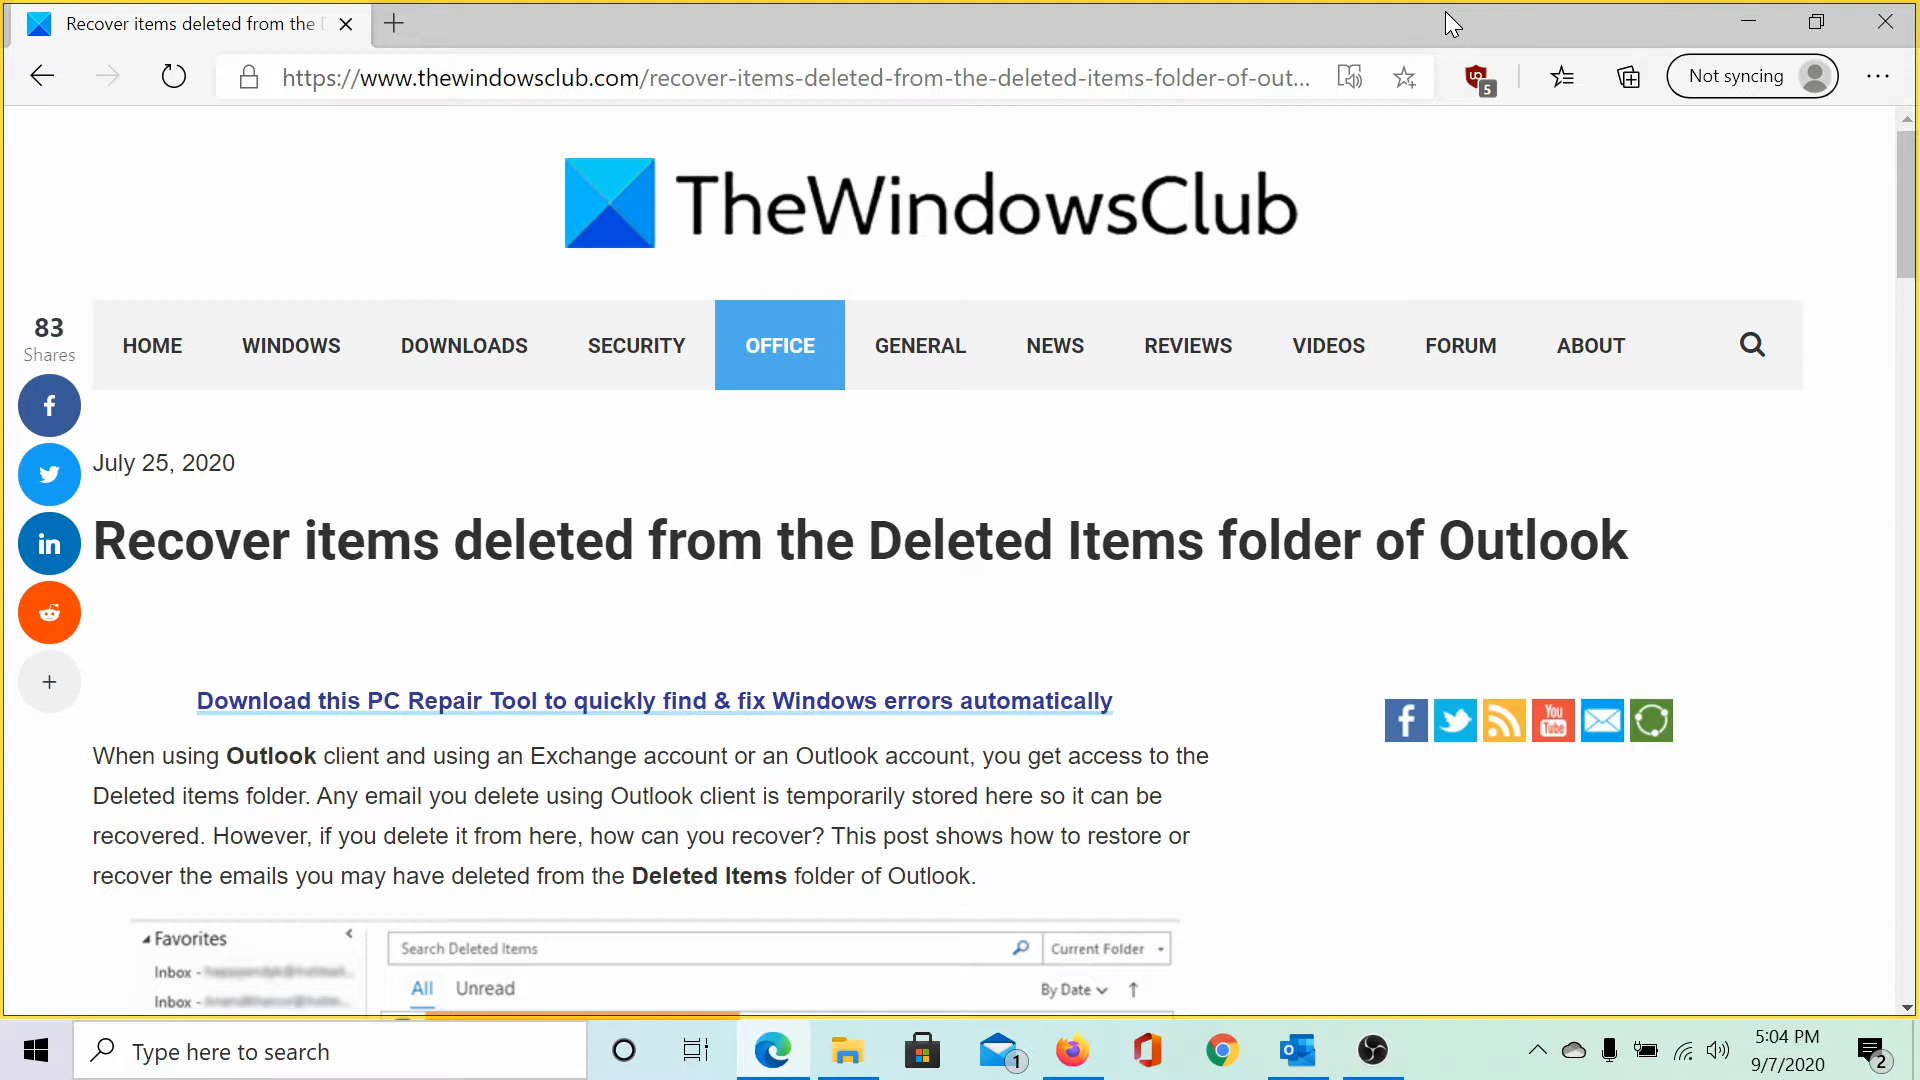 Recover items deleted from the D
https://www.thewindowsclub.com/recover-items-deleted-from-the-deleted-items-folder-of-out...
5
Not syncing
TheWindowsClub
HOME WINDOWS DOWNLOADS SECURITY OFFICE GENERAL NEWS REVIEWS VIDEOS FORUM ABOUT
83
Shares
July 25, 2020
Recover items deleted from the Deleted Items folder of Outlook
Download this PC Repair Tool to quickly find & fix Windows errors automatically
You Tube
When using Outlook client and using an Exchange account or an Outlook account, you get access to the
Deleted items folder. Any email you delete using Outlook client is temporarily stored here so it can be
recovered. However, if you delete it from here, how can you recover? This post shows how to restore or
recover the emails you may have deleted from the Deleted Items folder of Outlook.
Favorites
Search Deleted Items
Current Folder
Inbox -
All Unread
By Date
Inbox -
Type here to search
1
5:04 PM
9/7/2020
2